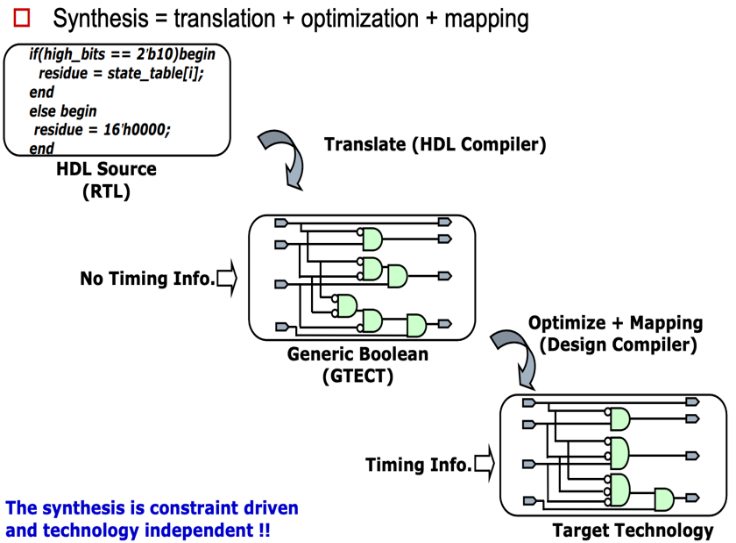 Synthesis = translation + optimization + mapping
if(high_bits == 2'b10)begin
residue = state_table[i];
end
else begin
residue = 16'h0000;
end
HDL Source
(RTL)
Translate (HDL Compiler)
No Timing Info.
Generic Boolean
(GTECT)
Optimize + Mapping
(Design Compiler)
Timing Info.
Target Technology
The synthesis is constraint driven
and technology independent !!